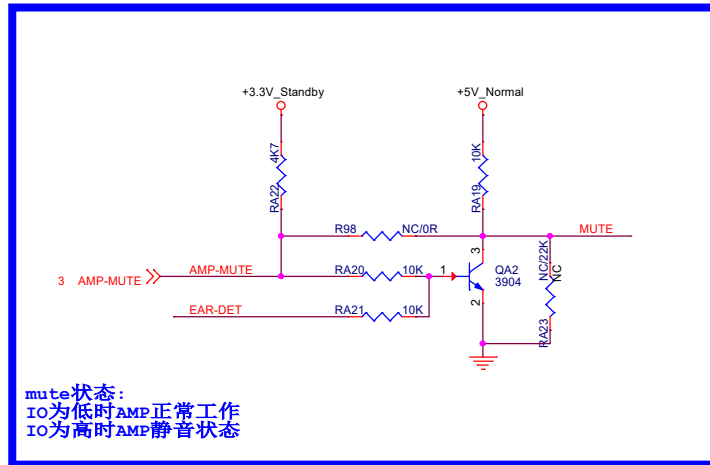 +3.3V_Standby
+5V_Normal
4K7
RA22
10K
RA19
R98
NC/0R
MUTE
3
NC/22K
NC
3 AMP-MUTE
AMP-MUTE
RA20
10K
1
QA2
3904
EAR-DET
RA21
10K
2
RA23
mute状态:
IO为低时AMP正常工作
IO为高时AMP静音状态